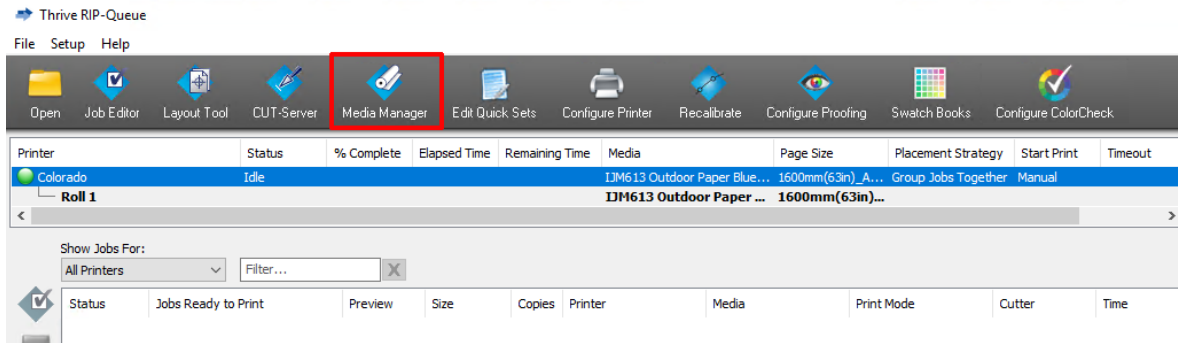 Thrive RIP-Queue
File Setup Help
Open Job Editor Layout Tool CUT-Server Media Manager Edit Quick Sets Configure Printer Recalibrate Configure Proofing Swatch Books Configure ColorCheck
Printer Status % Complete Elapsed Time Remaining Time Media Page Size Placement Strategy Start Print Timeout
Colorado Idle IJM613 Outdoor Paper Blue... 1600mm(63in)_A... Group Jobs Together Manual
Roll 1 IJM613 Outdoor Paper ... 1600mm(63in)...
Show Jobs For:
All Printers Filter... X
Status Jobs Ready to Print Preview Size Copies Printer Media Print Mode Cutter Time